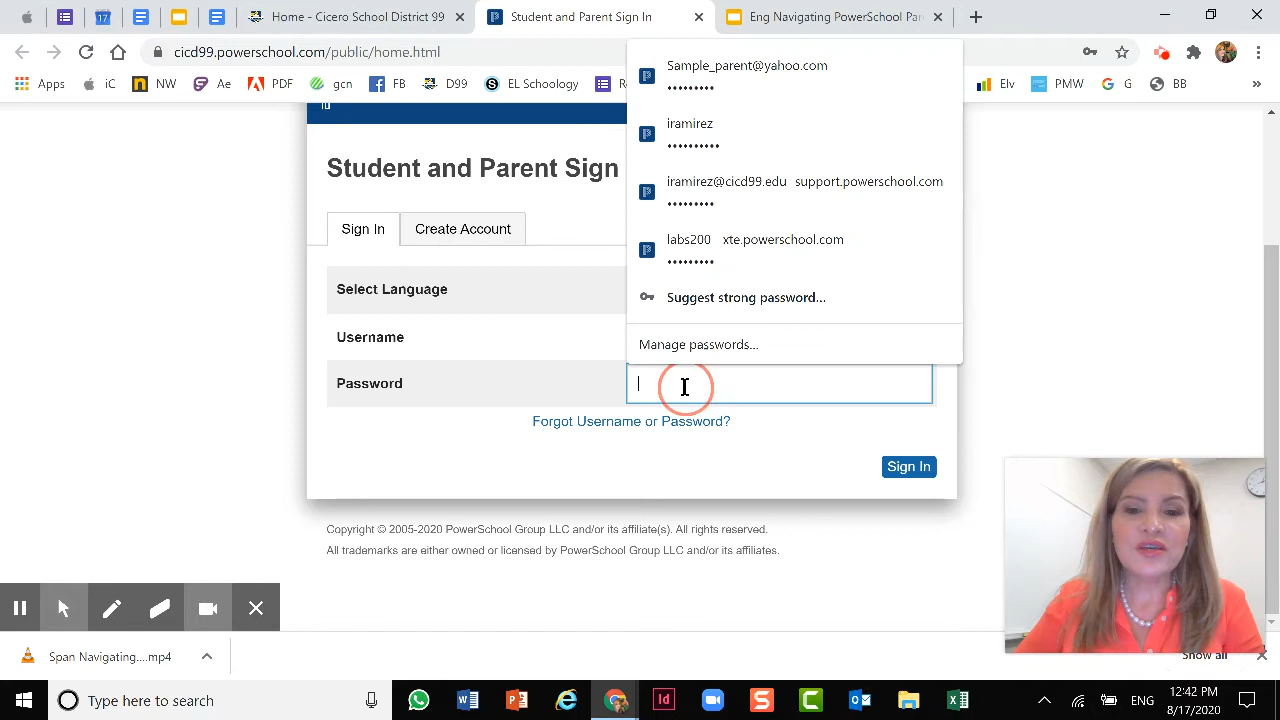 Home - Cicero School District 99
Student and Parent Sign In
Eng Navigating PowerSchool Par
cicd99.powerschool.com/public/home.html
Apps
iC
NW
Ae
PDF
gcn
FB
D99
EL Schoology
Elv
PMW
G
BB
Student and Parent Sign
Sign In
Create Account
Select Language
Username
Password
Sample_parent@yahoo.com
•••••••••
iramirez
••••••••••
iramirez@cicd99.edu support.powerschool.com
•••••••••
labs200 xte.powerschool.com
•••••••••
Suggest strong password...
Manage passwords...
Forgot Username or Password?
Sign In
Copyright © 2005-2020 PowerSchool Group LLC and/or its affiliate(s). All rights reserved.
All trademarks are either owned or licensed by PowerSchool Group LLC and/or its affiliates.
Span Navigating....mp4
Show all
Type here to search
ENG
12:42 PM
8/17/2020